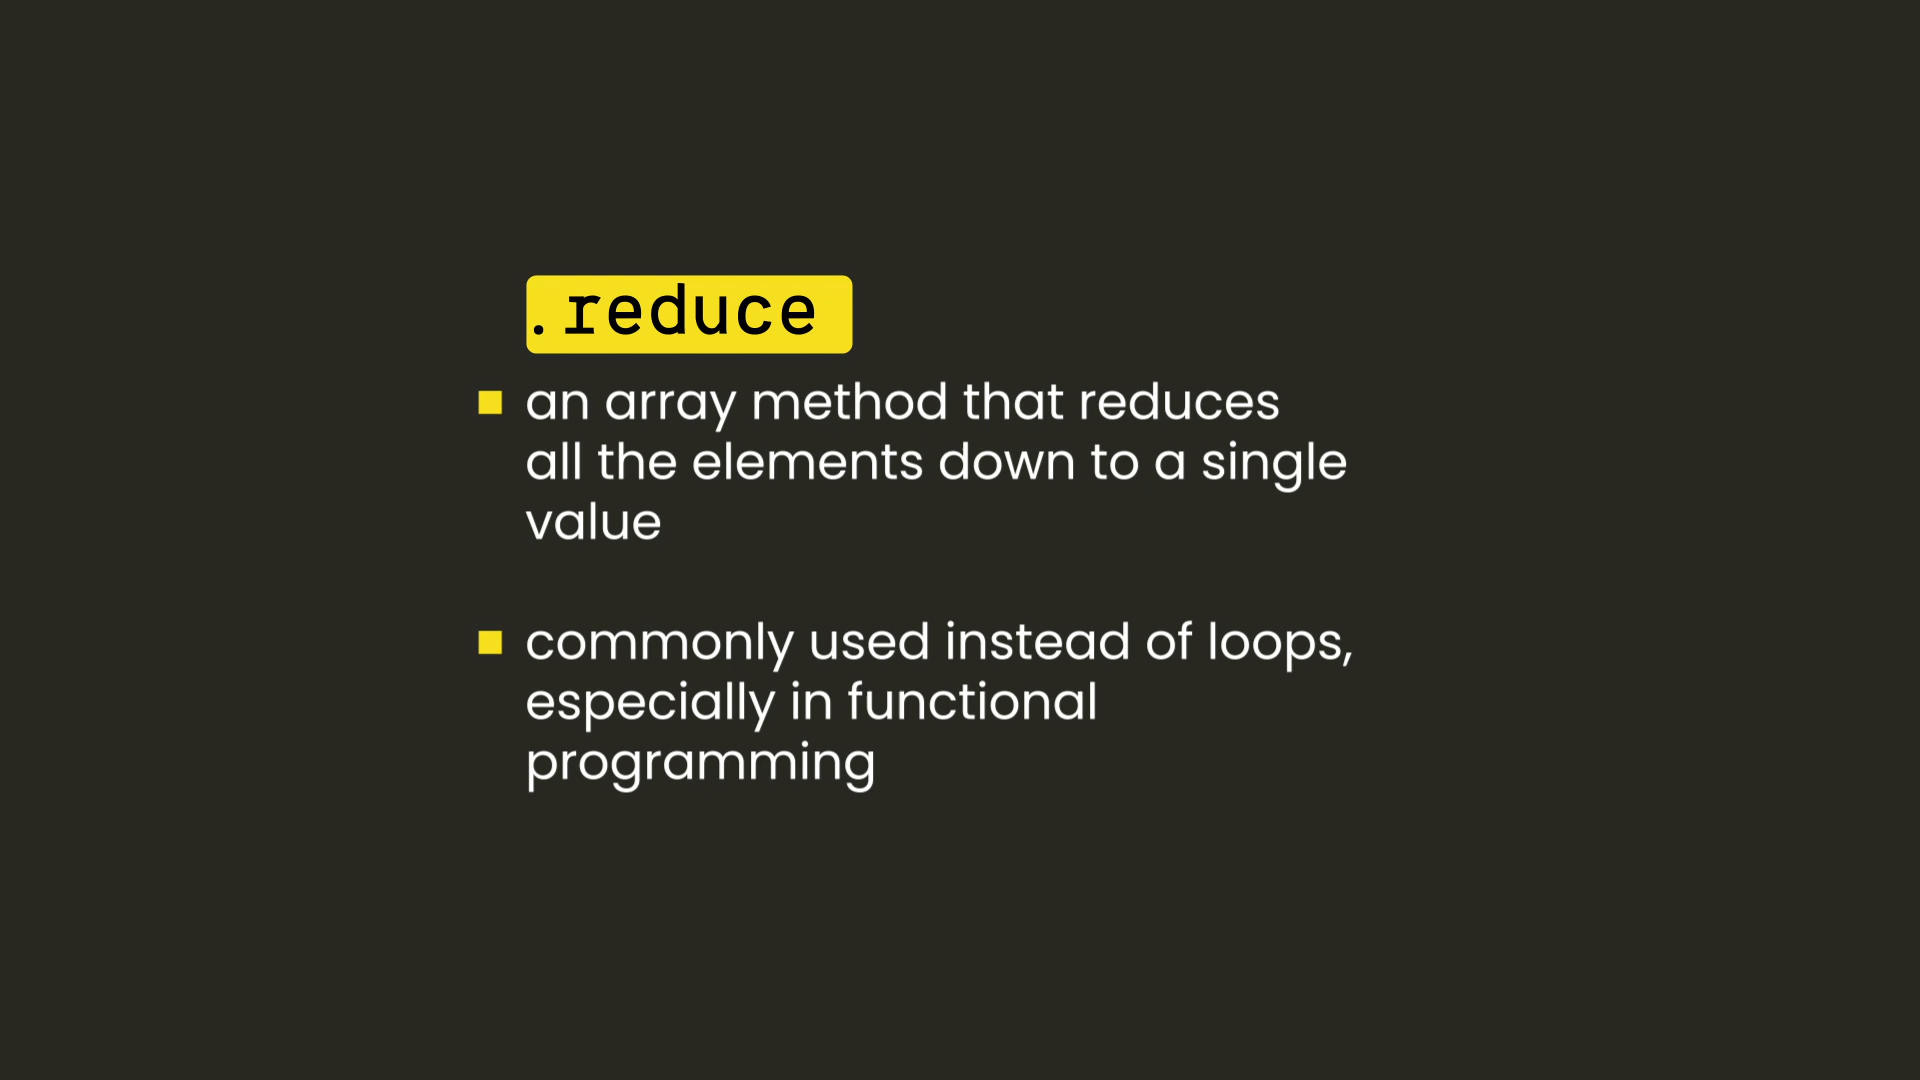 .reduce
an array method that reduces
all the elements down to a single
value
commonly used instead of loops,
especially in functional
programming